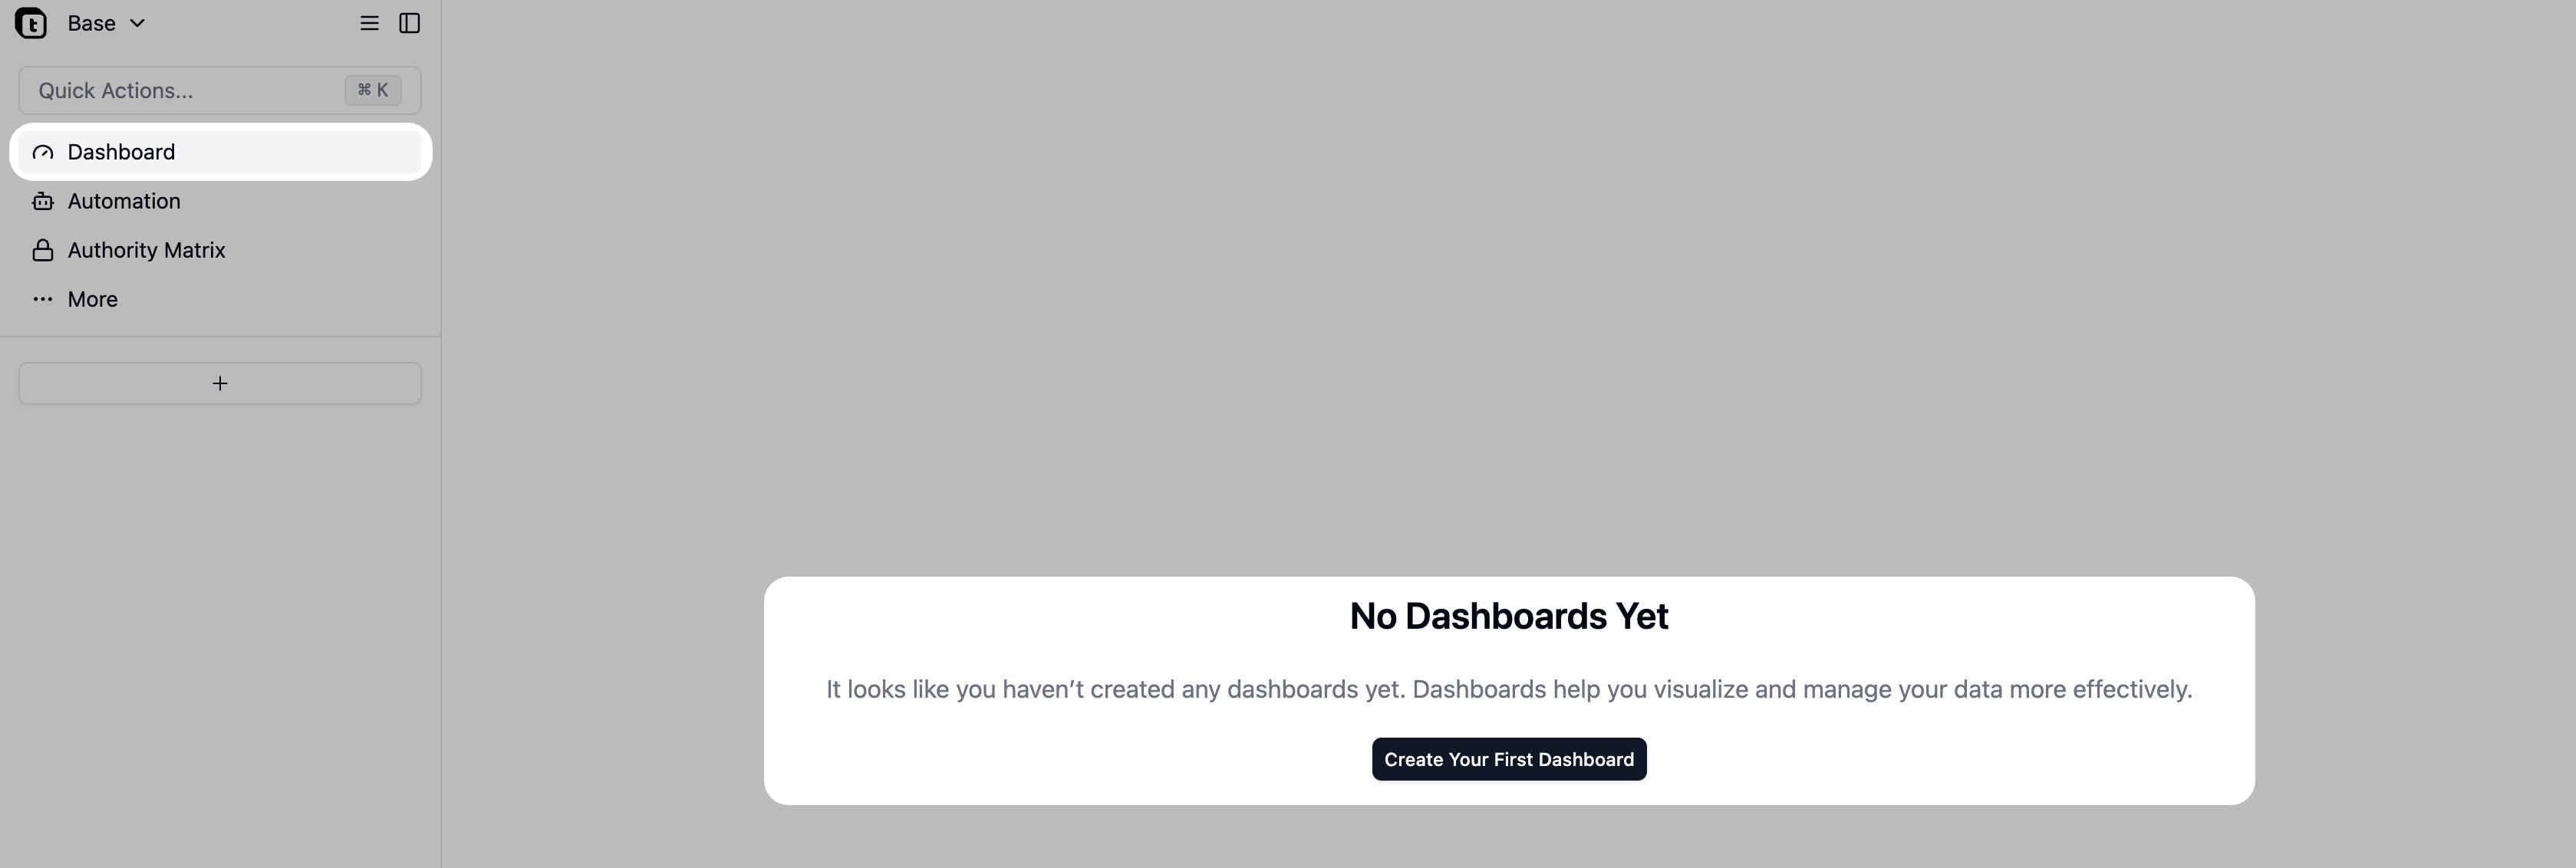 Base
Quick Actions...
⌘ K
Dashboard
Automation
Authority Matrix
More
No Dashboards Yet
It looks like you haven’t created any dashboards yet. Dashboards help you visualize and manage your data more effectively.
Create Your First Dashboard